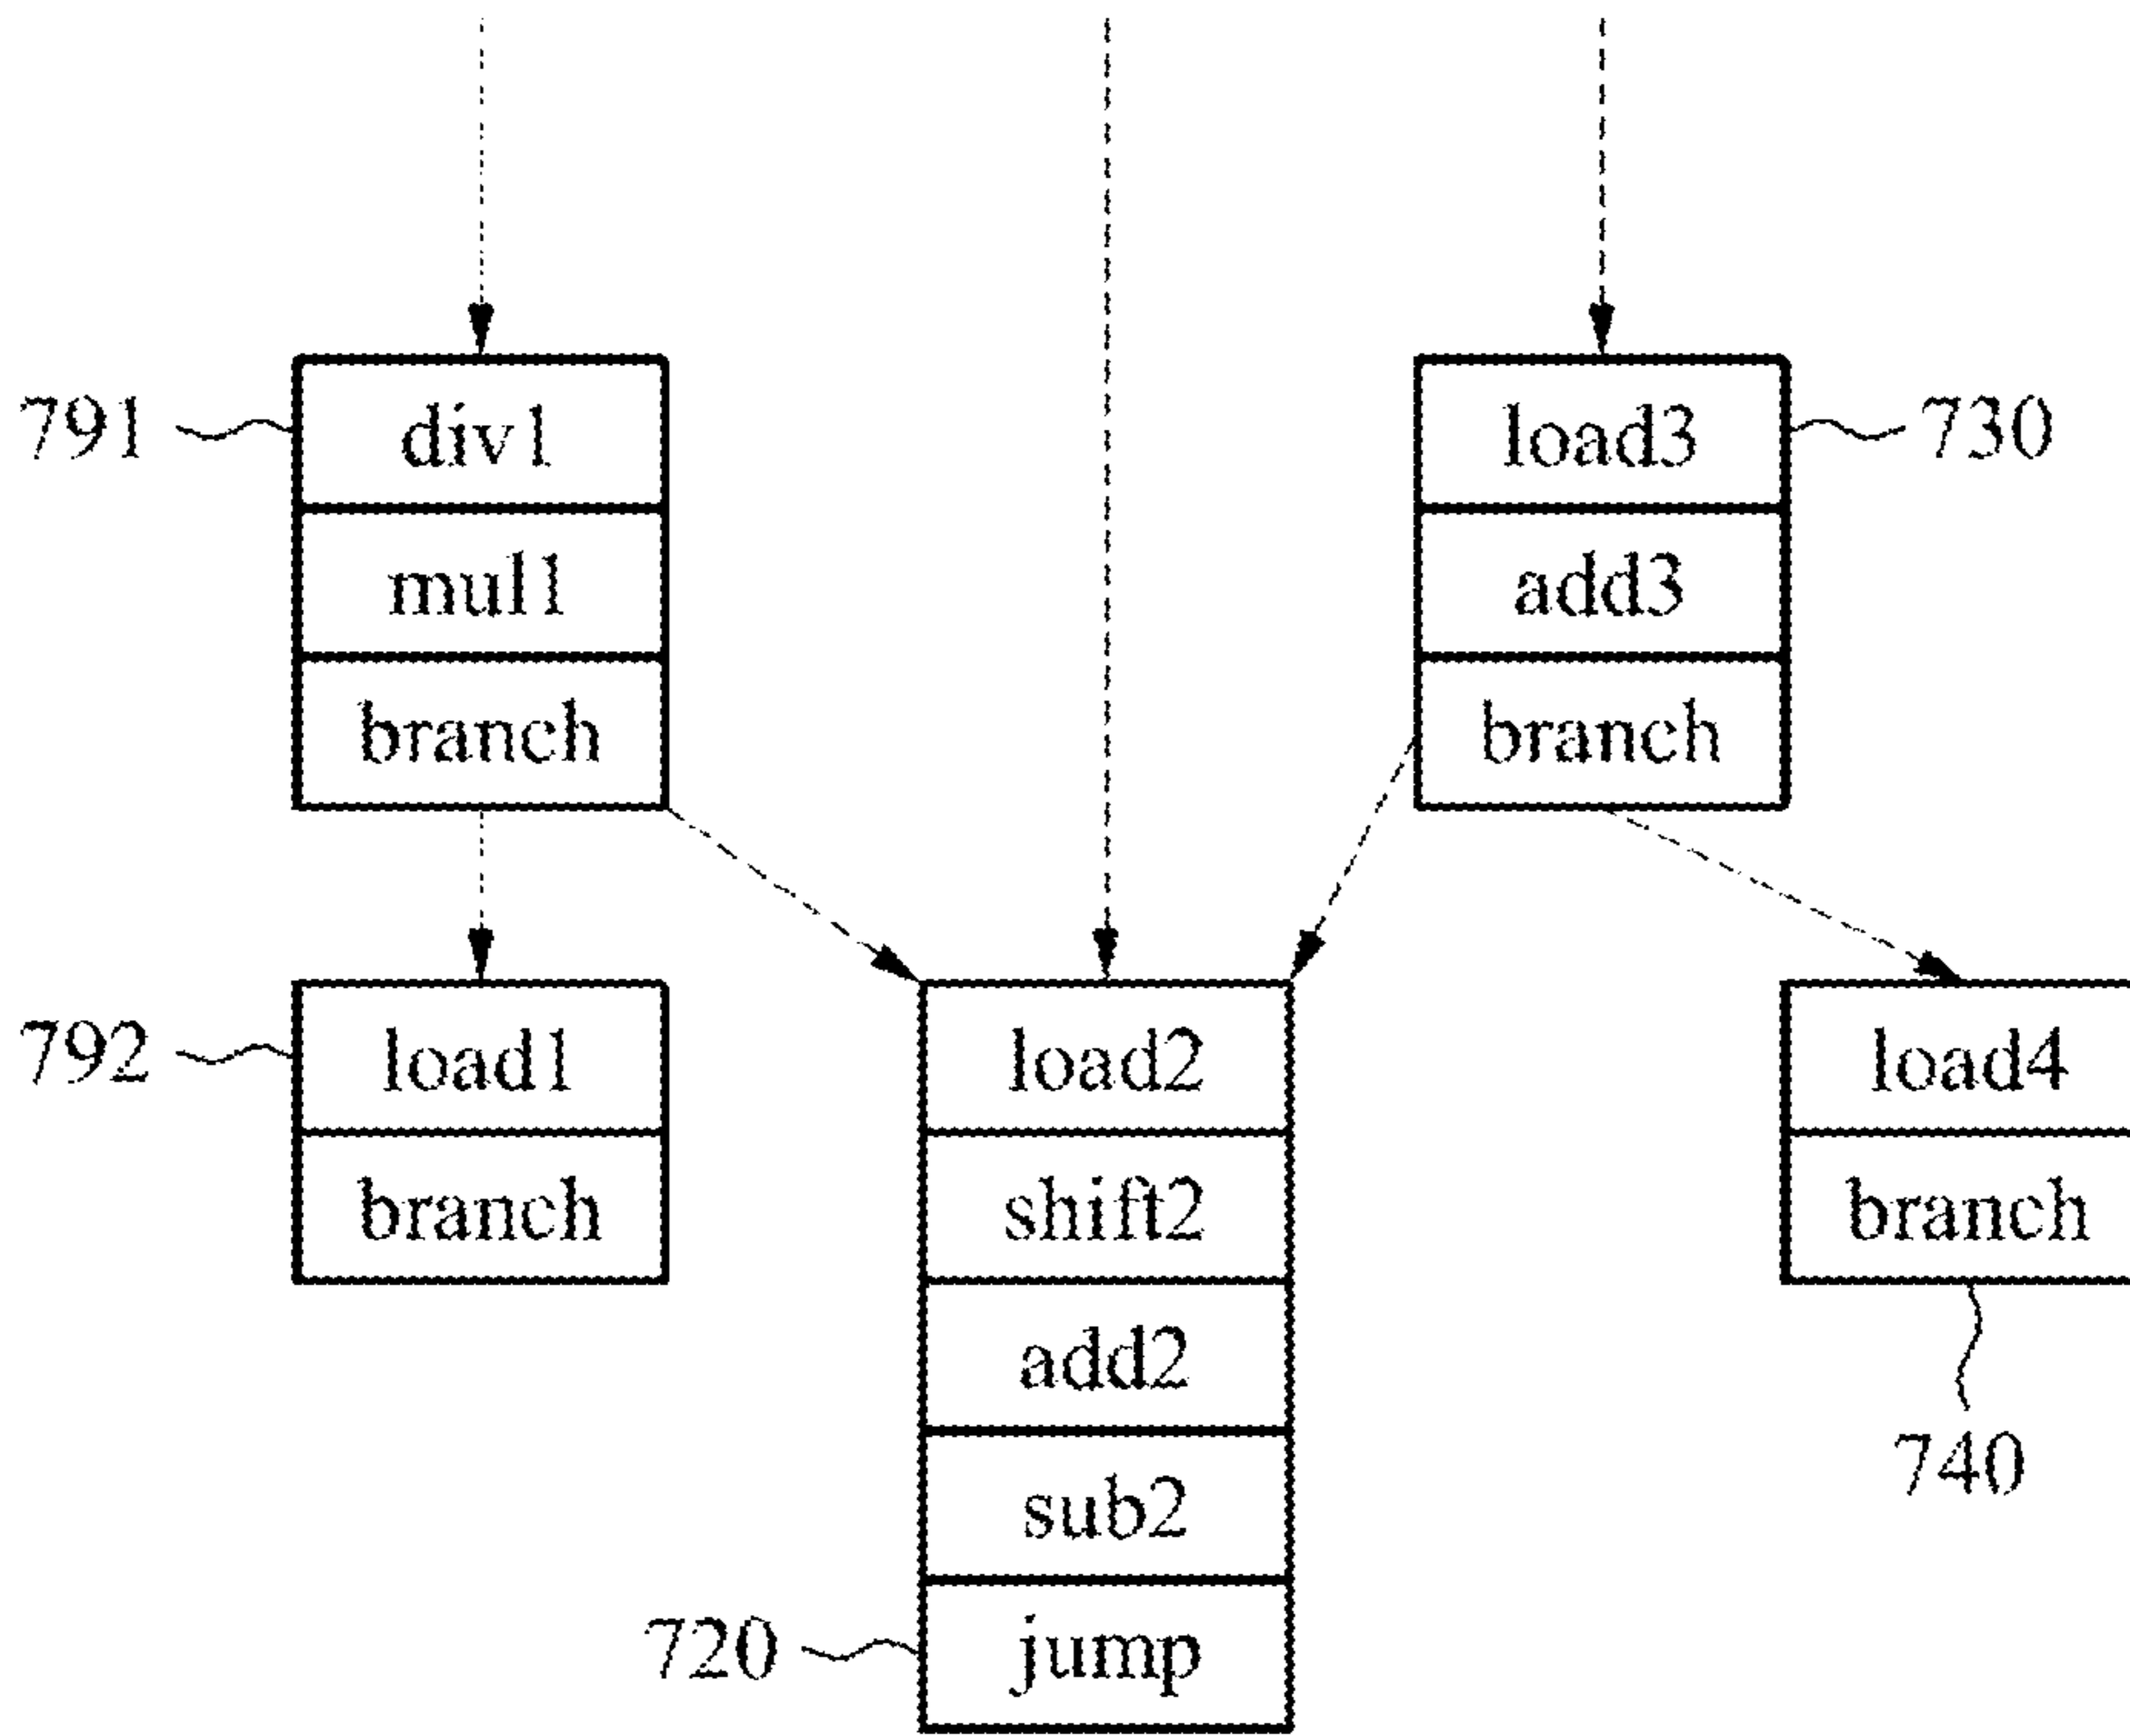 791 div1 load3 730
mul1 add3
branch branch
792 load1 load2 load4
branch shift2 branch
add2
740
sub2
720 jump